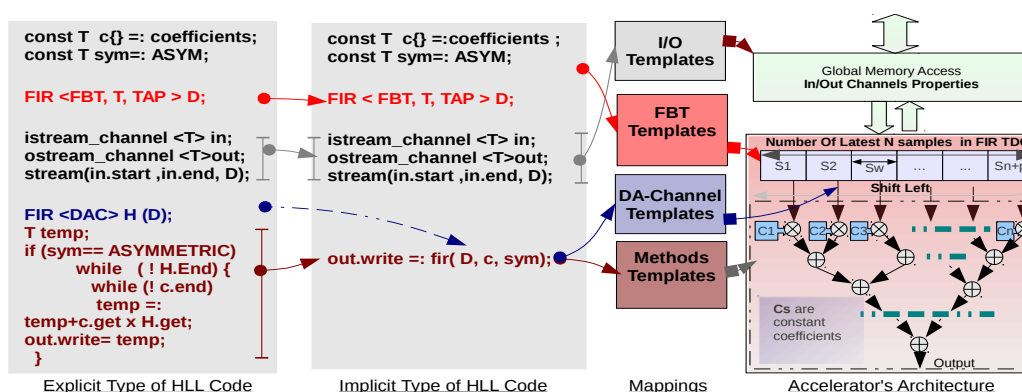 const T c{} =: coefficients;
const T sym=: ASYM;
FIR <FBT, T, TAP > D;
istream_channel <T> in;
ostream_channel <T>out;
stream(in.start ,in.end, D);
FIR <DAC> H (D);
T temp;
if (sym== ASYMMETRIC)
while ( ! H.End) {
while (! c.end)
temp =:
temp+c.get x H.get;
out.write= temp;
}
Explicit Type of HLL Code
const T c{} =:coefficients ;
const T sym=: ASYM;
FIR < FBT, T, TAP > D;
istream_channel <T> in;
ostream_channel <T>out;
stream(in.start ,in.end, D);
out.write =: fir( D, c, sym);
Implicit Type of HLL Code
I/O
Templates
FBT
Templates
DA-Channel
Templates
Methods
Templates
Mappings
Global Memory Access
In/Out Channels Properties
Number Of Latest N samples in FIR TDC
S1 S2 Sw ... ... Sn+p
Shift Left
C1 C2 C3 Cn
Cs are
constant
coefficients
Output
Accelerator's Architecture